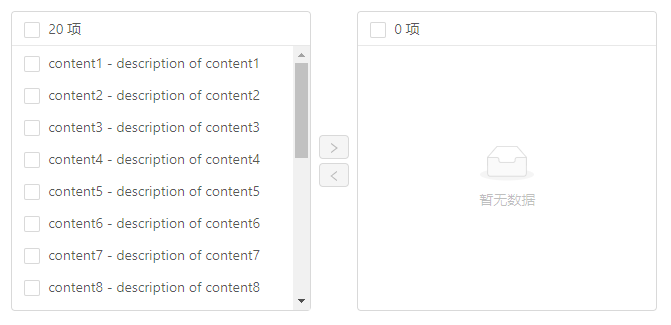 20 项
content1 - description of content1
content2 - description of content2
content3 - description of content3
content4 - description of content4
content5 - description of content5
content6 - description of content6
content7 - description of content7
content8 - description of content8
0 项
暂无数据